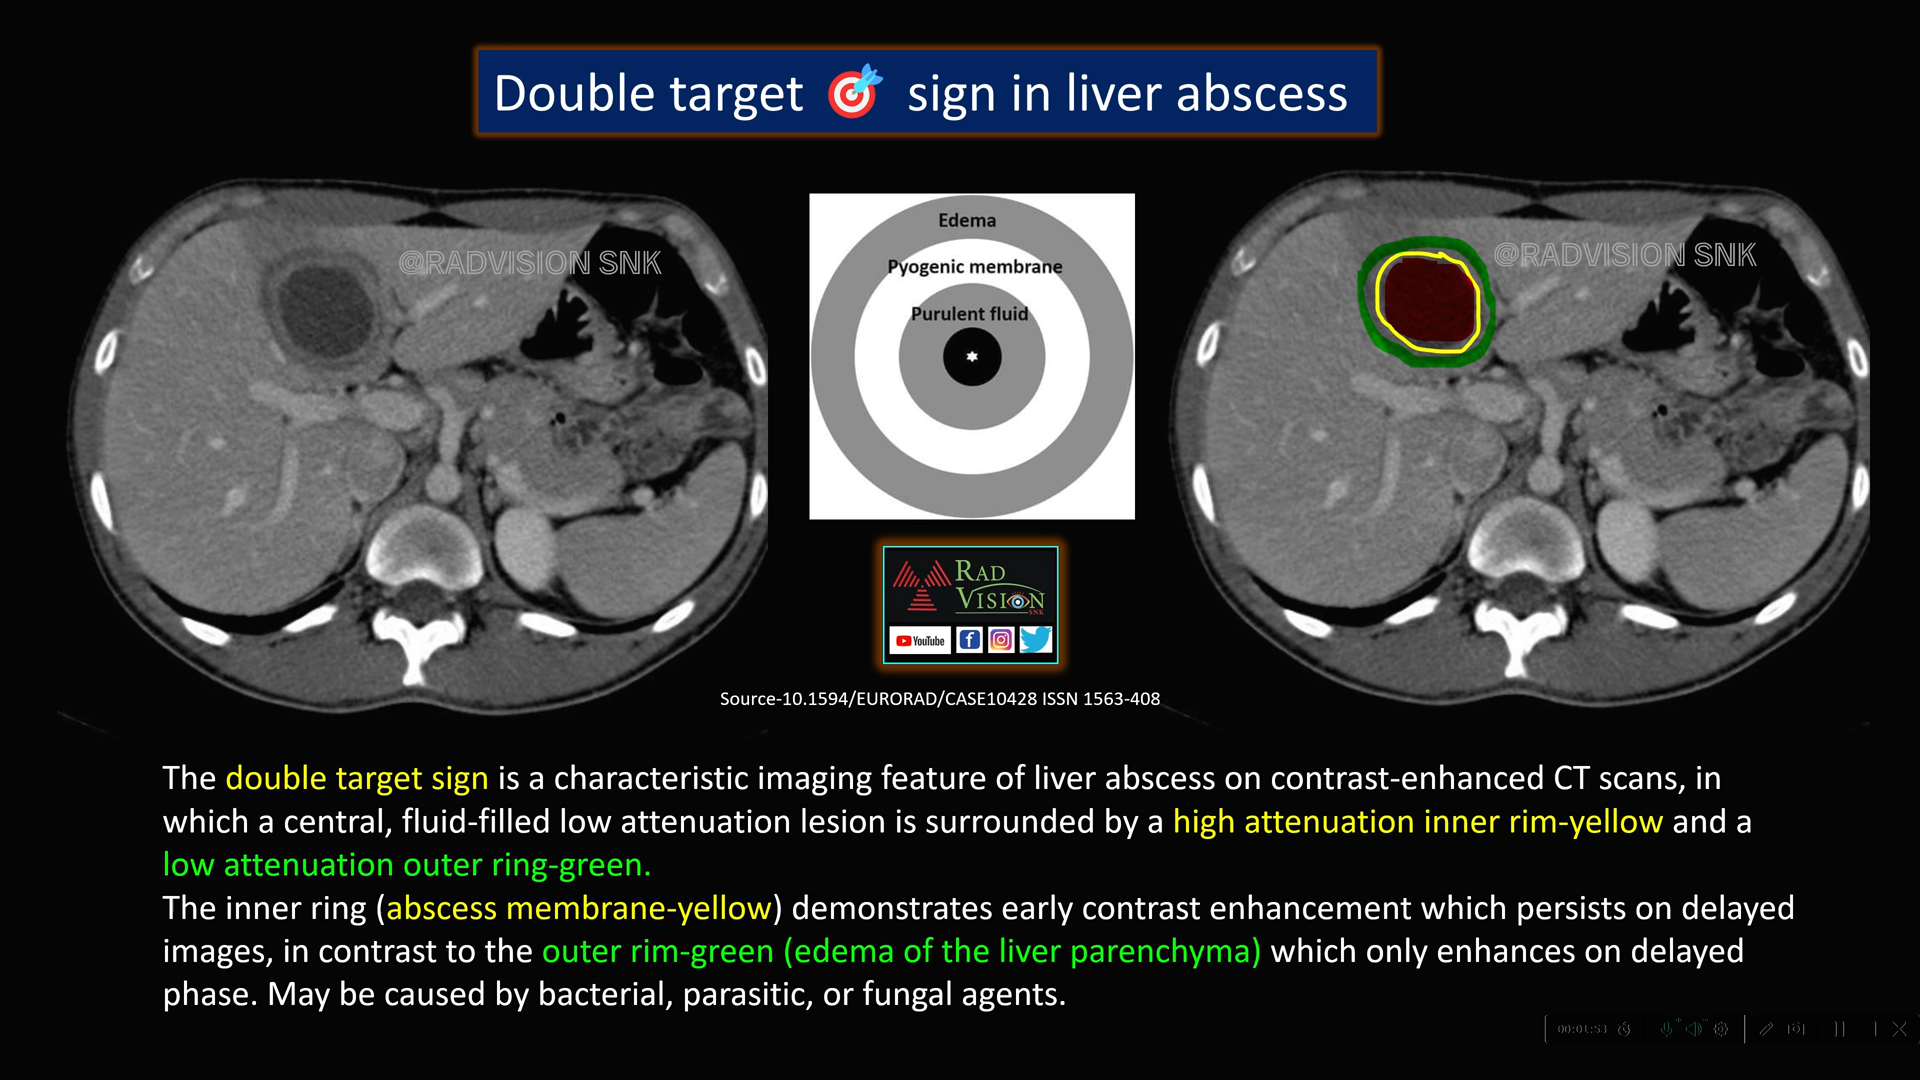 Double target 🎯 sign in liver abscess
@RADVISION SNK
Edema
Pyogenic membrane
Purulent fluid
@RADVISION SNK
RAD
VISION
SNK
YouTube
Source-10.1594/EURORAD/CASE10428 ISSN 1563-408
The double target sign is a characteristic imaging feature of liver abscess on contrast-enhanced CT scans, in
which a central, fluid-filled low attenuation lesion is surrounded by a high attenuation inner rim-yellow and a
low attenuation outer ring-green.
The inner ring (abscess membrane-yellow) demonstrates early contrast enhancement which persists on delayed
images, in contrast to the outer rim-green (edema of the liver parenchyma) which only enhances on delayed
phase. May be caused by bacterial, parasitic, or fungal agents.
00:01:53